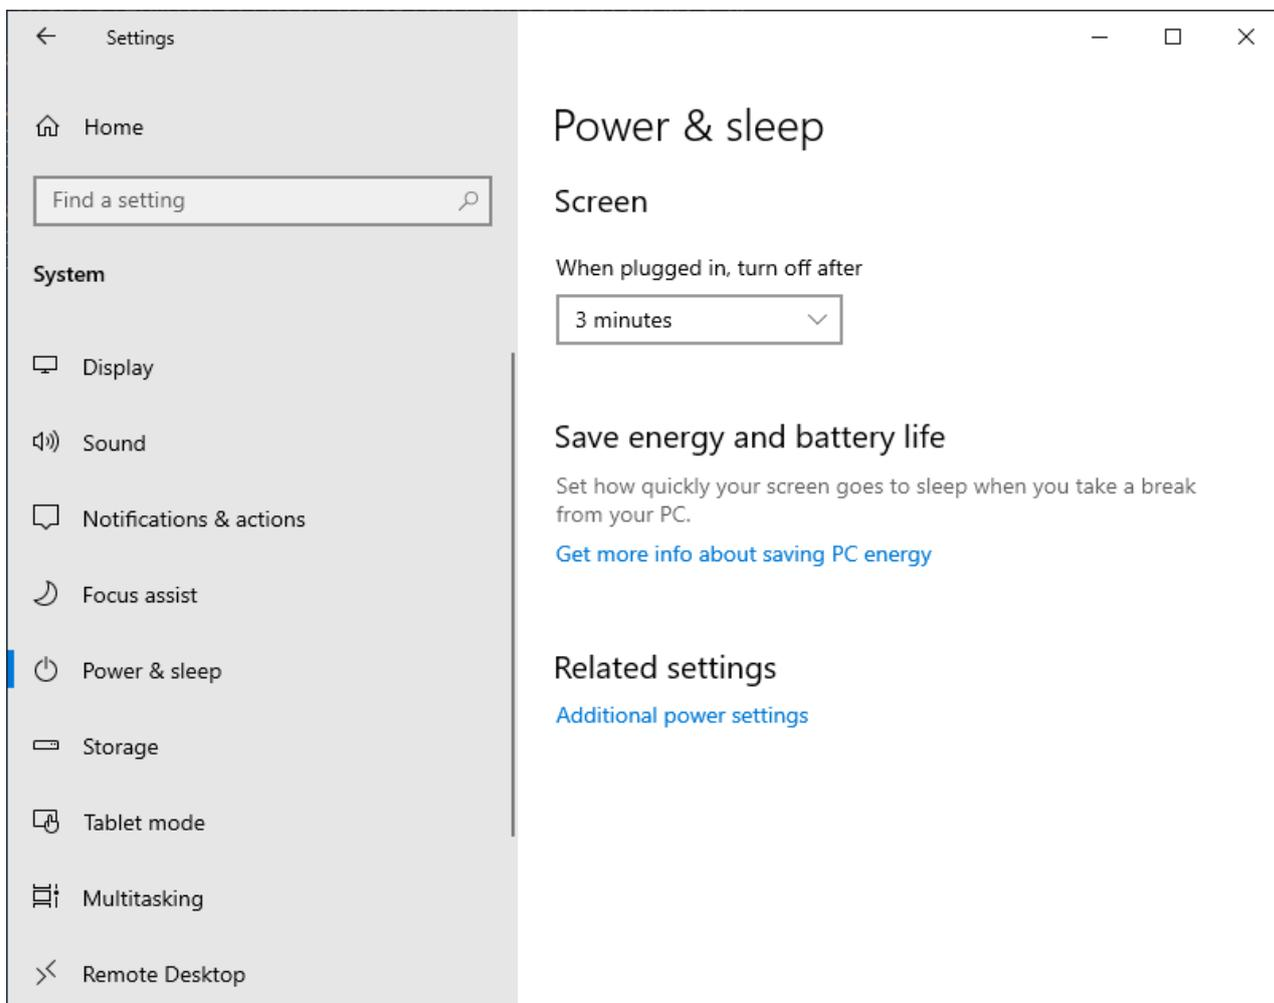 Settings
Home
Find a setting
System
Display
Sound
Notifications & actions
Focus assist
Power & sleep
Storage
Tablet mode
Multitasking
Remote Desktop
Power & sleep
Screen
When plugged in, turn off after
3 minutes
Save energy and battery life
Set how quickly your screen goes to sleep when you take a break
from your PC.
Get more info about saving PC energy
Related settings
Additional power settings